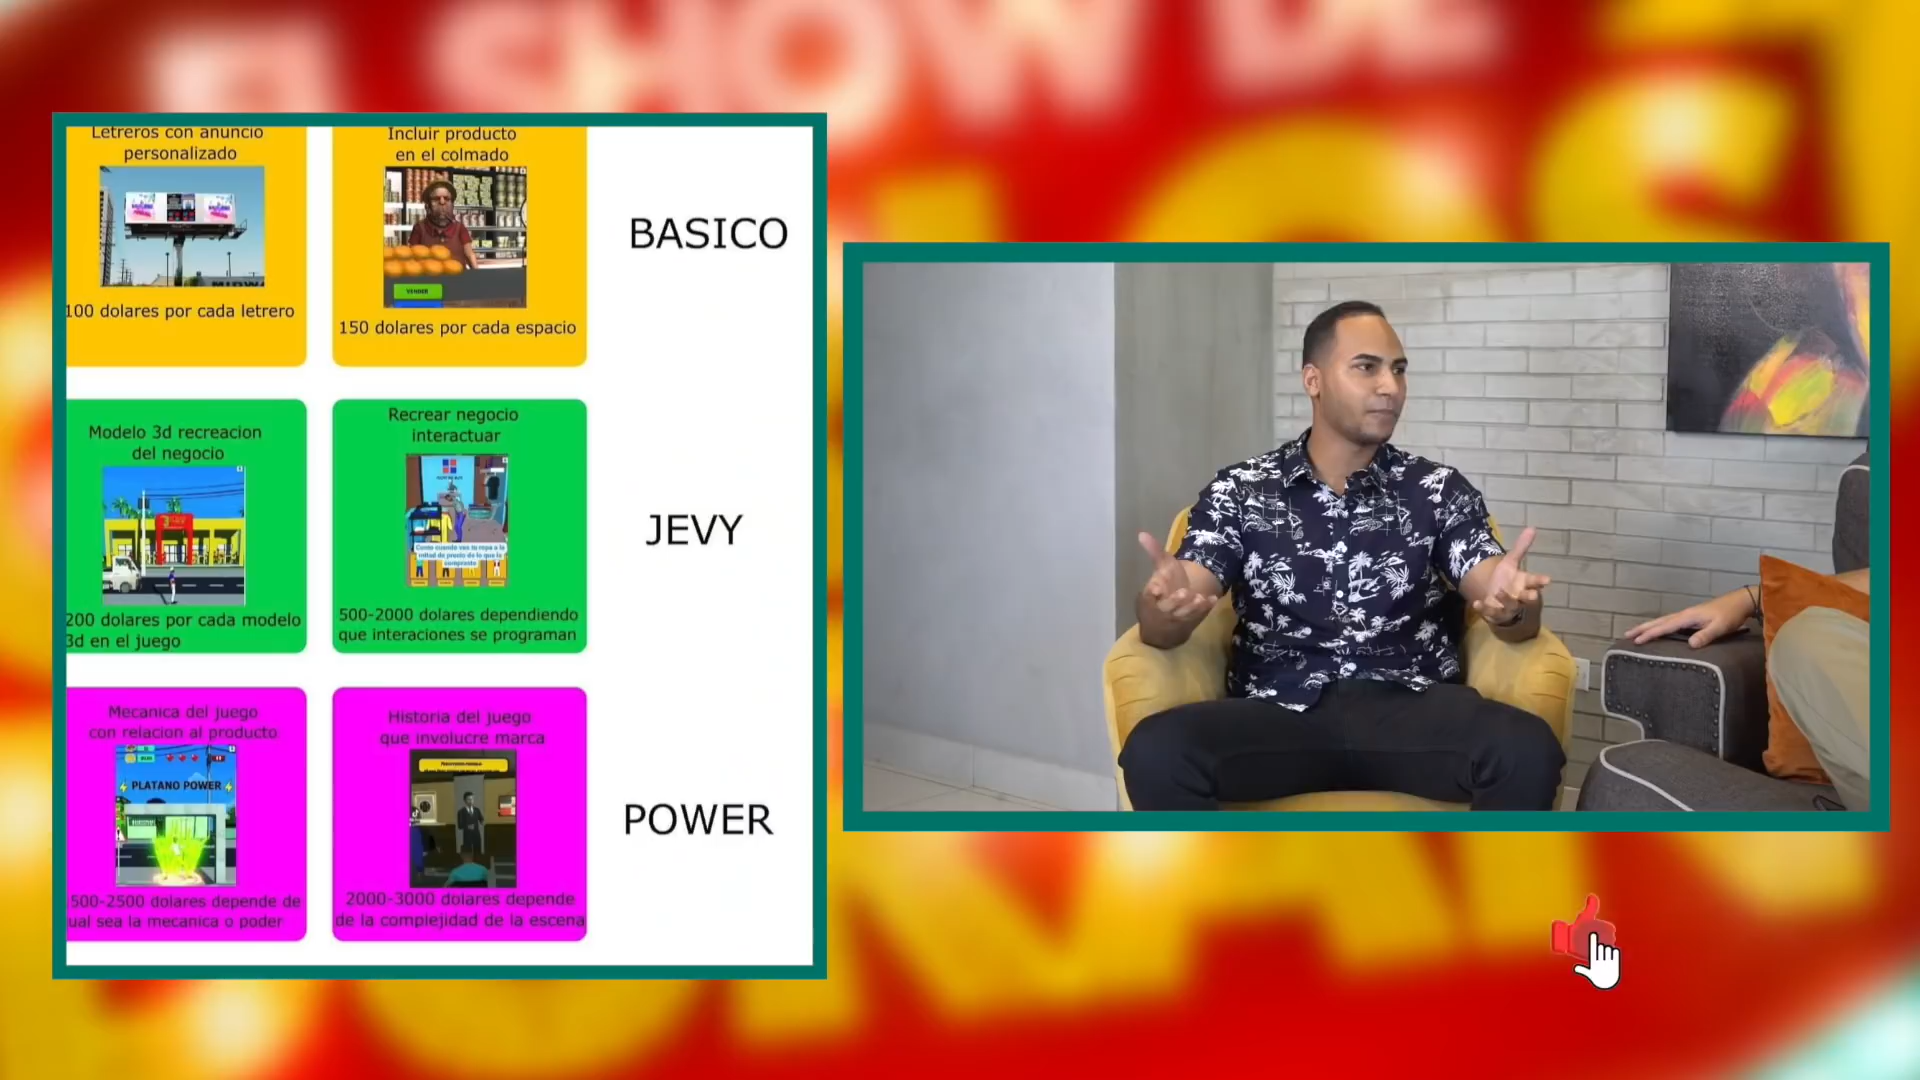 EL SHOW DE
Letreros con anuncio
personalizado
100 dolares por cada letrero
Incluir producto
en el colmado
VENDER
150 dolares por cada espacio
BASICO
Modelo 3d recreacion
del negocio
200 dolares por cada modelo
3d en el juego
Recrear negocio
interactuar
500-2000 dolares dependiendo
que interaciones se programan
JEVY
Mecanica del juego
con relacion al producto
PLATANO POWER
500-2500 dolares depende de
ual sea la mecanica o poder
Historia del juego
que involucre marca
2000-3000 dolares depende
de la complejidad de la escena
POWER